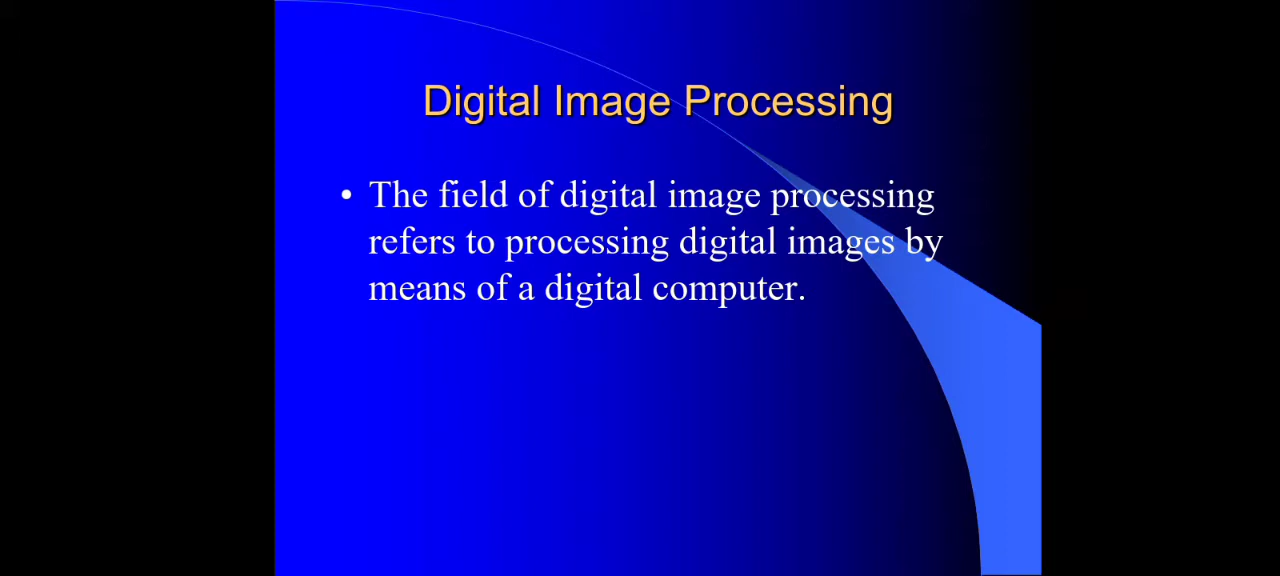 Digital Image Processing
• The field of digital image processing
refers to processing digital images by
means of a digital computer.